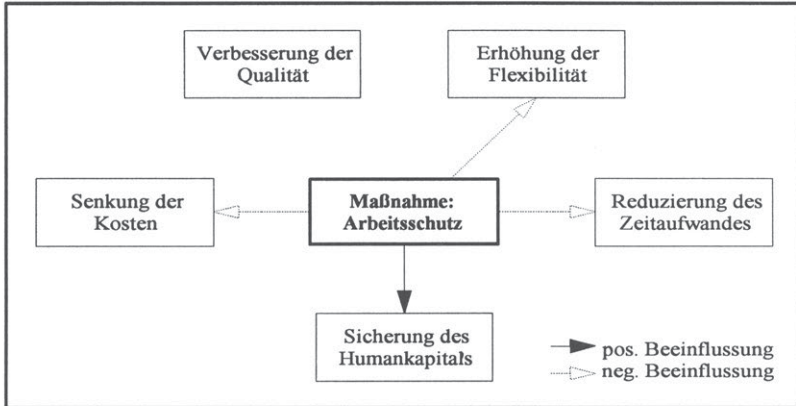 Verbesserung der
Qualität
Erhöhung der
Flexibilität
Senkung der
Kosten
Maßnahme:
Arbeitsschutz
Reduzierung des
Zeitaufwandes
Sicherung des
Humankapitals
pos. Beeinflussung
neg. Beeinflussung